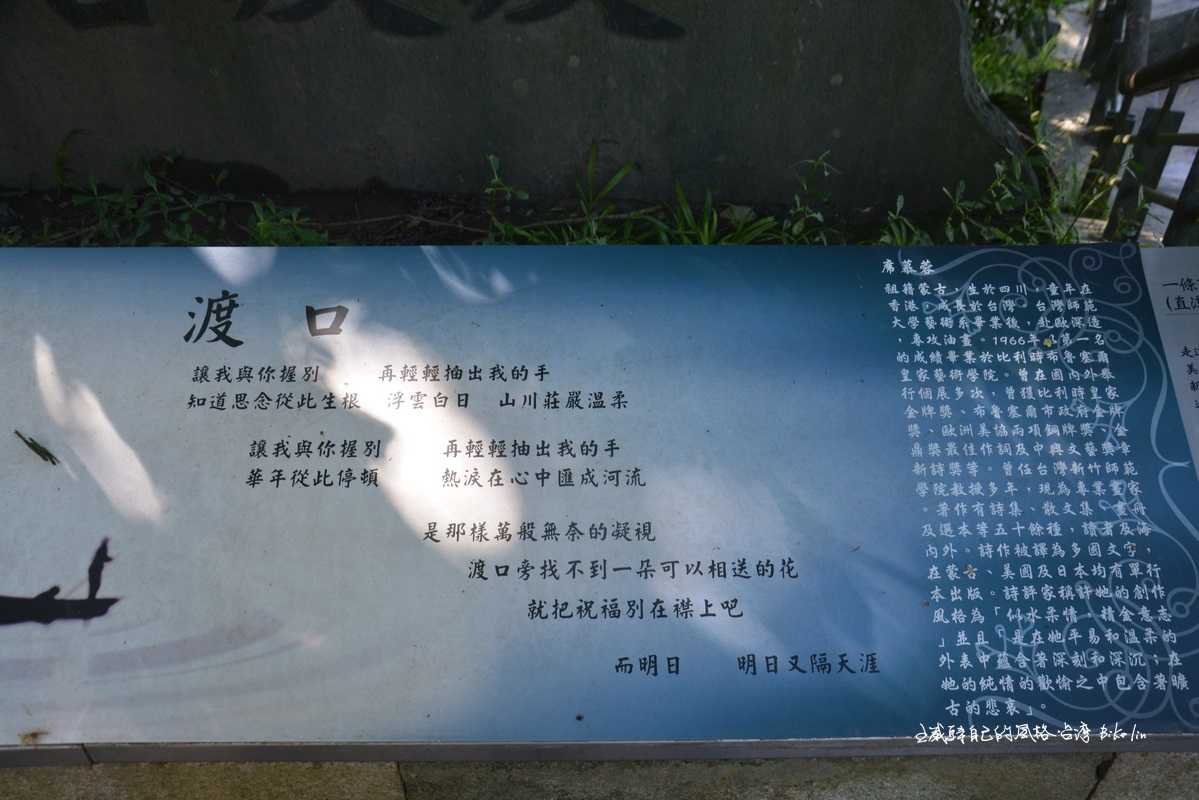 渡 口
讓我與你握別 再輕輕抽出我的手
知道思念從此生根 浮雲白日 山川莊嚴溫柔
讓我與你握別 再輕輕抽出我的手
華年從此停頓 熱淚在心中匯成河流
是那樣萬般無奈的凝視
渡口旁找不到一朵可以相送的花
就把祝福別在襟上吧
而明日 明日又隔天涯
席慕蓉
祖籍蒙古,生於四川,童年在
香港,成長於台灣。台灣師範
大學藝術系畢業後,赴歐深造
,專攻油畫。1966年以第一名
的成績畢業於比利時布魯塞爾
皇家藝術學院。曾在國內外舉
行個展多次,曾獲比利時皇家
金牌獎、布魯塞爾市政府金牌
獎、歐洲美協兩項銅牌獎、金
鼎獎最佳作詞及中興文藝獎章
新詩獎等。曾任台灣新竹師範
學院教授多年,現為專業畫家
。著作有詩集、散文集、畫冊
及選本等五十餘種,讀者及海
內外。詩作被譯為多國文字,
在蒙古、美國及日本均有單行
本出版。詩評家稱許她的創作
風格為「似水柔情,精金意志
」並且「是在她平易和溫柔的
外表中蘊含著深刻和深沉;在
她的純情的歡愉之中包含著曠
古的悲哀」。
一條